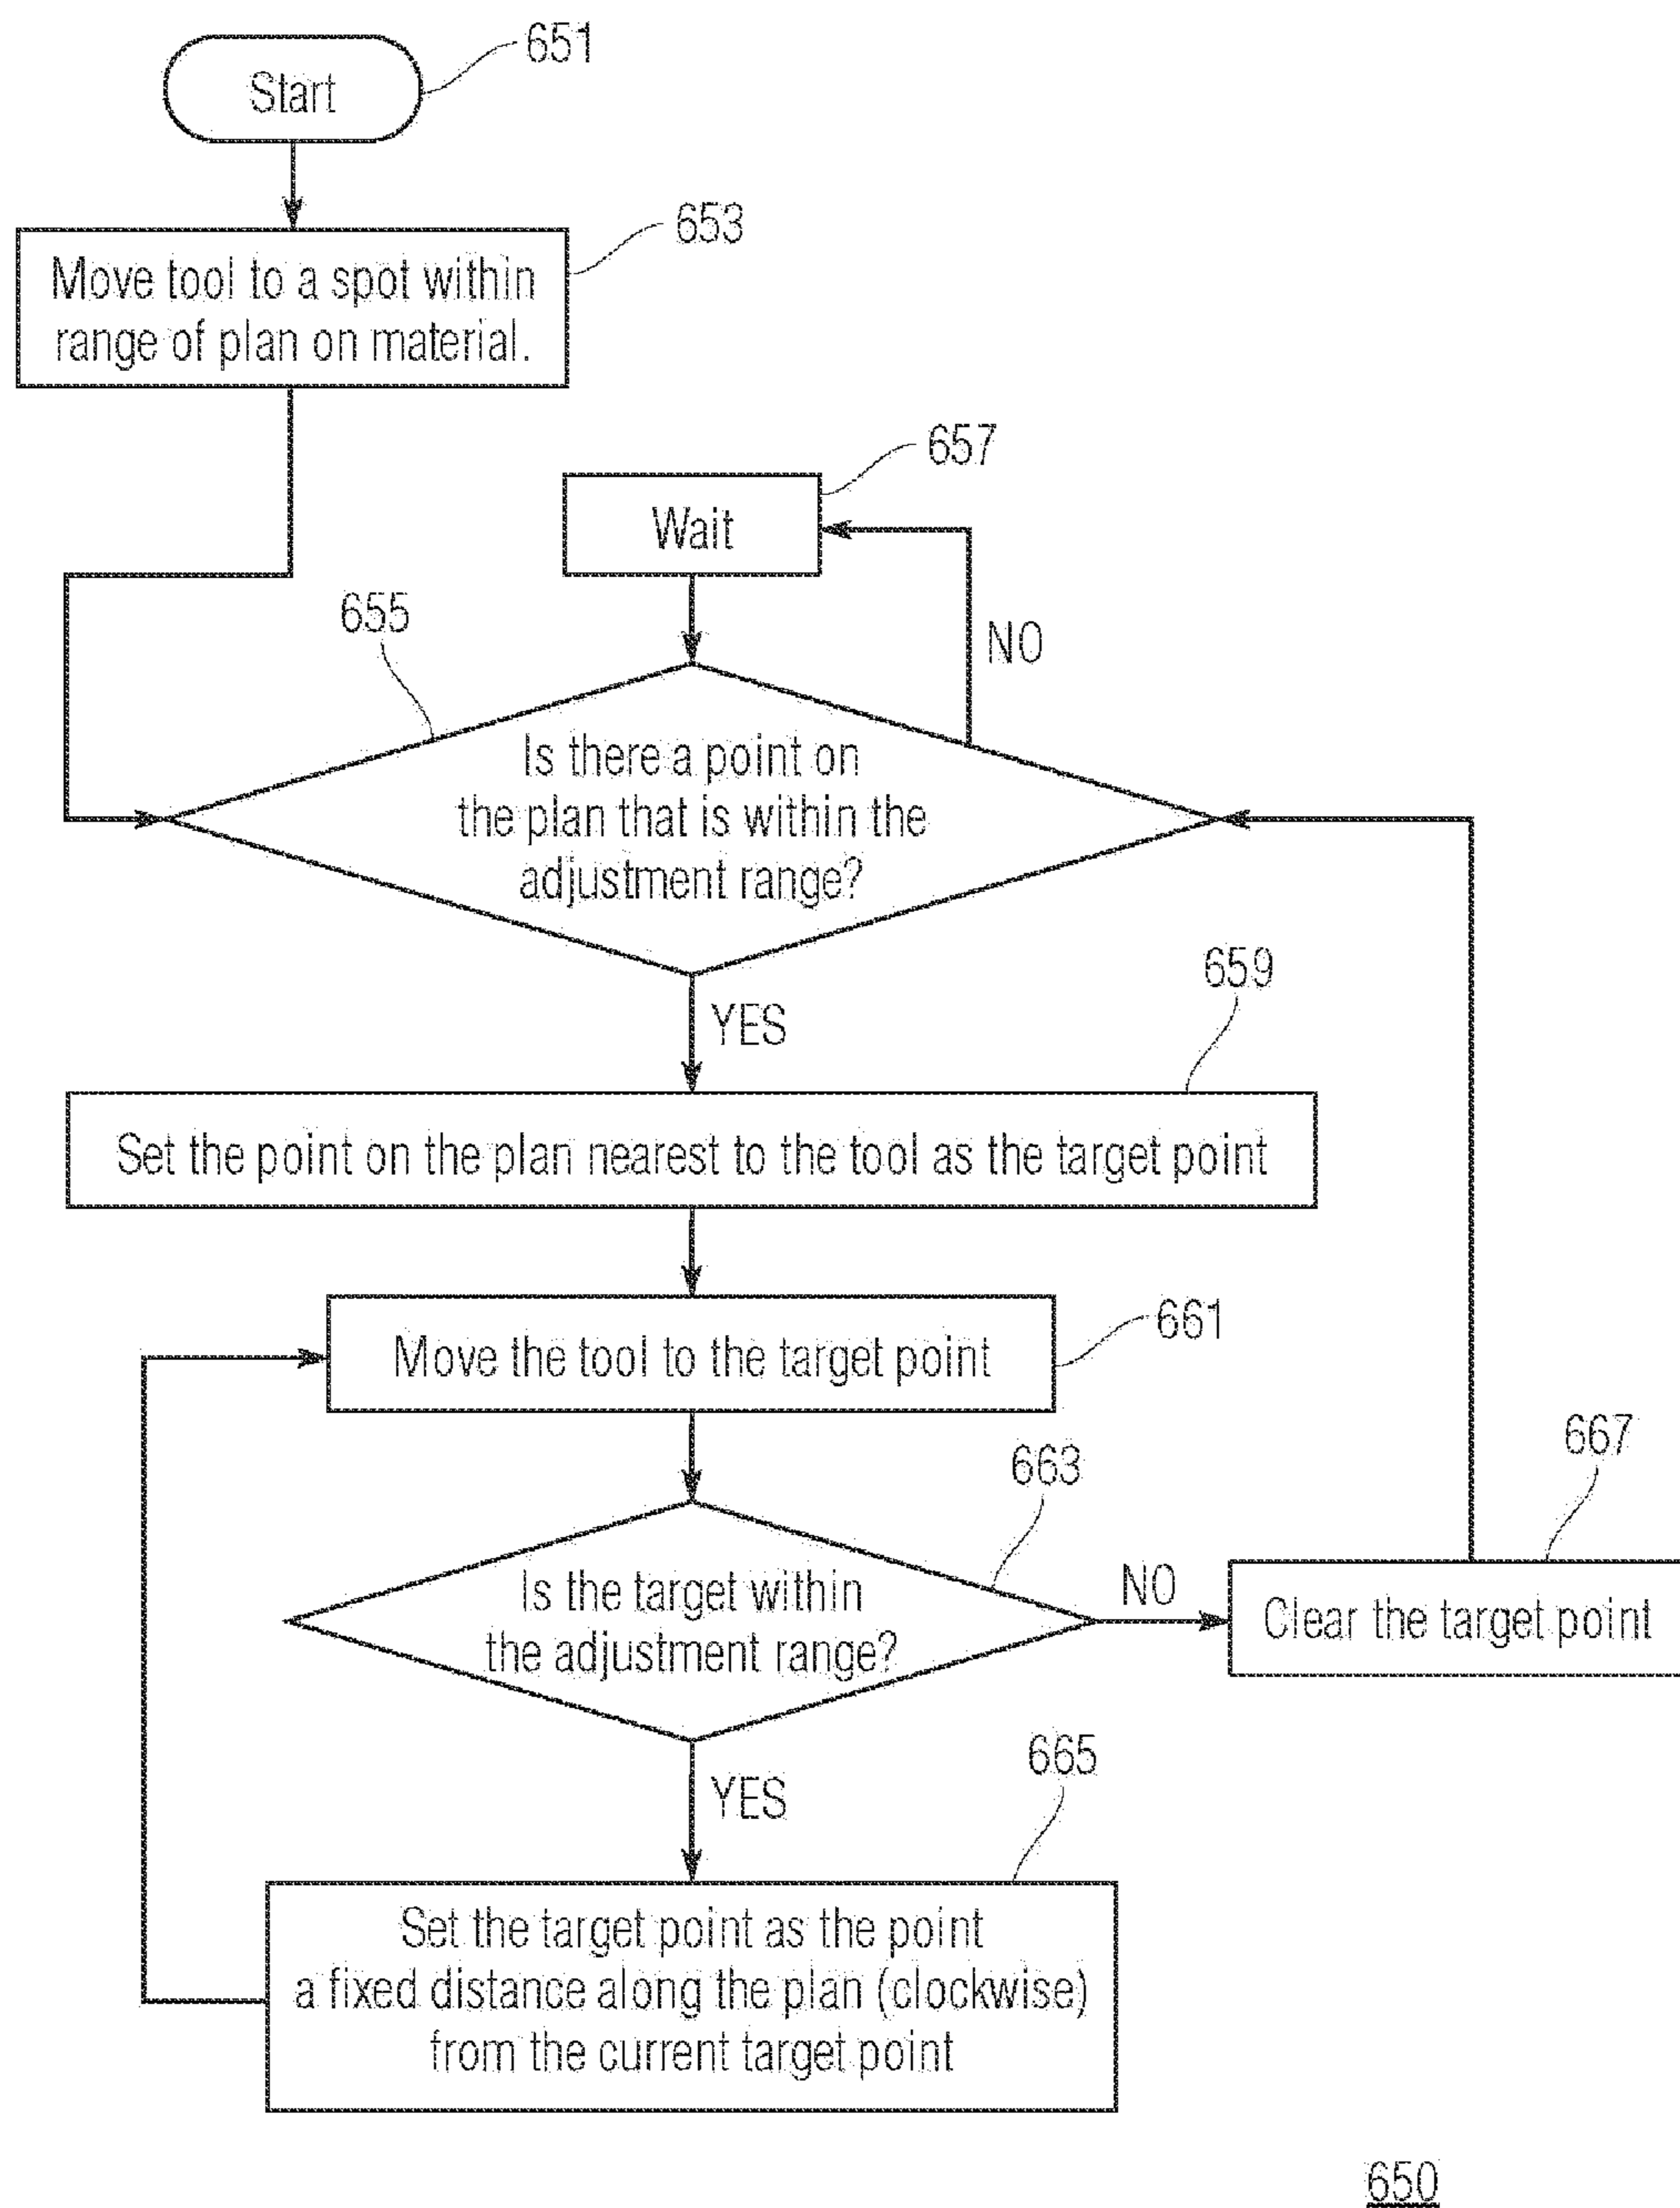 Start
651
Move tool to a spot within
range of plan on material.
653
Wait
657
NO
655
Is there a point on
the plan that is within the
adjustment range?
YES
659
Set the point on the plan nearest to the tool as the target point
Move the tool to the target point
661
663
Is the target within
the adjustment range?
NO
667
Clear the target point
YES
665
Set the target point as the point
a fixed distance along the plan (clockwise)
from the current target point
650